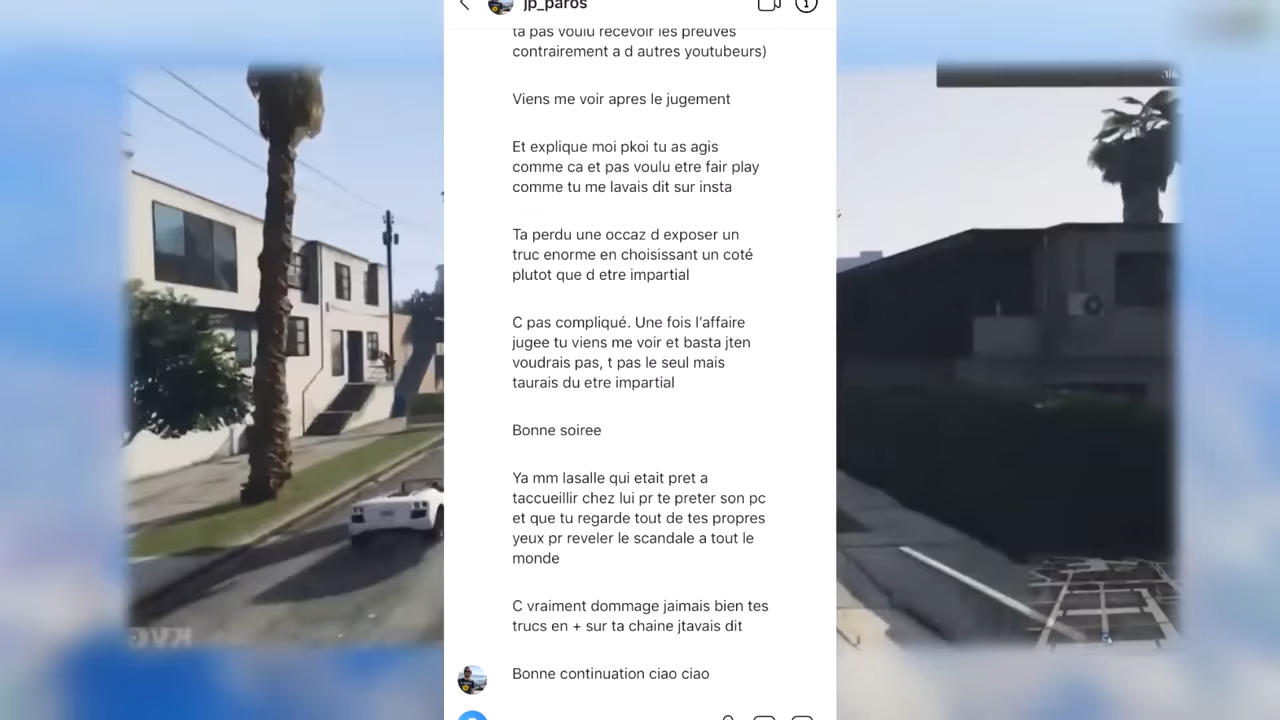 jp_paros
ta pas voulu recevoir les preuves
contrairement a d autres youtubeurs)
Viens me voir apres le jugement
Et explique moi pkoi tu as agis
comme ca et pas voulu etre fair play
comme tu me lavais dit sur insta
Ta perdu une occaz d exposer un
truc enorme en choisissant un coté
plutot que d etre impartial
C pas compliqué. Une fois l’affaire
jugee tu viens me voir et basta jten
voudrais pas, t pas le seul mais
taurais du etre impartial
Bonne soiree
Ya mm lasalle qui etait pret a
taccueillir chez lui pr te preter son pc
et que tu regarde tout de tes propres
yeux pr reveler le scandale a tout le
monde
C vraiment dommage jaimais bien tes
trucs en + sur ta chaine jtavais dit
Bonne continuation ciao ciao